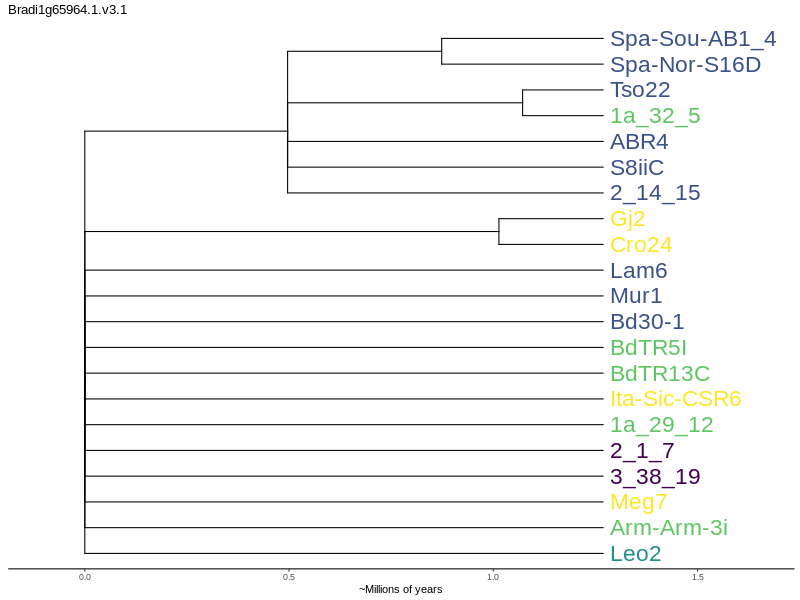 Bradi1g65964.1.v3.1
Spa-Sou-AB1_4
Spa-Nor-S16D
Tso22
1a_32_5
ABR4
S8iiC
2_14_15
Gj2
Cro24
Lam6
Mur1
Bd30-1
BdTR5I
BdTR13C
Ita-Sic-CSR6
1a_29_12
2_1_7
3_38_19
Meg7
Arm-Arm-3i
Leo2
0.0 0.5 1.0 1.5
~Millions of years